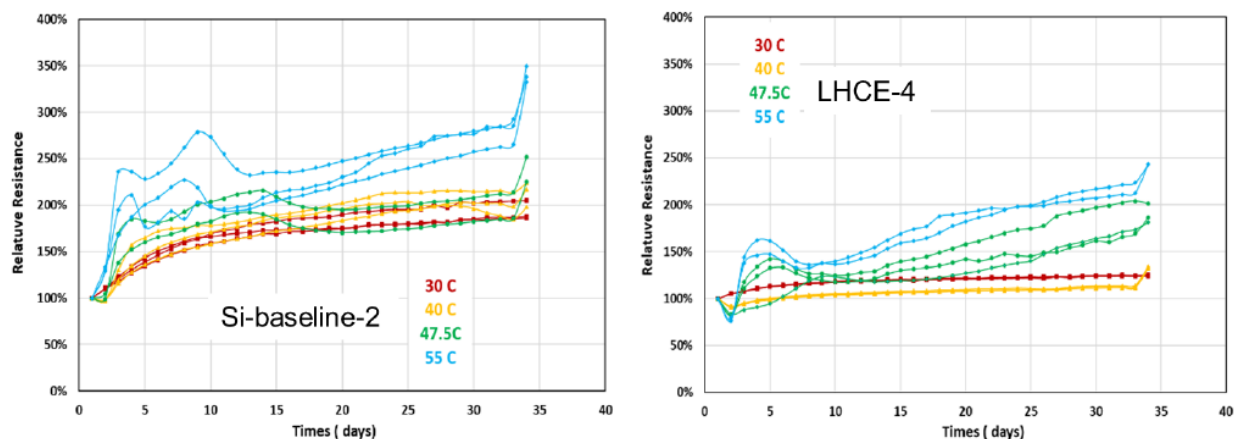 400%
350%
300%
250%
200%
150%
100%
50%
0%
Relatuve Resistance
0 5 10 15 20 25 30 35 40
Times ( days)
Si-baseline-2
30 C
40 C
47.5C
55 C
400%
350%
300%
250%
200%
150%
100%
50%
0%
Relatuve Resistance
0 5 10 15 20 25 30 35 40
Times ( days)
30 C
40 C
47.5C
55 C
LHCE-4